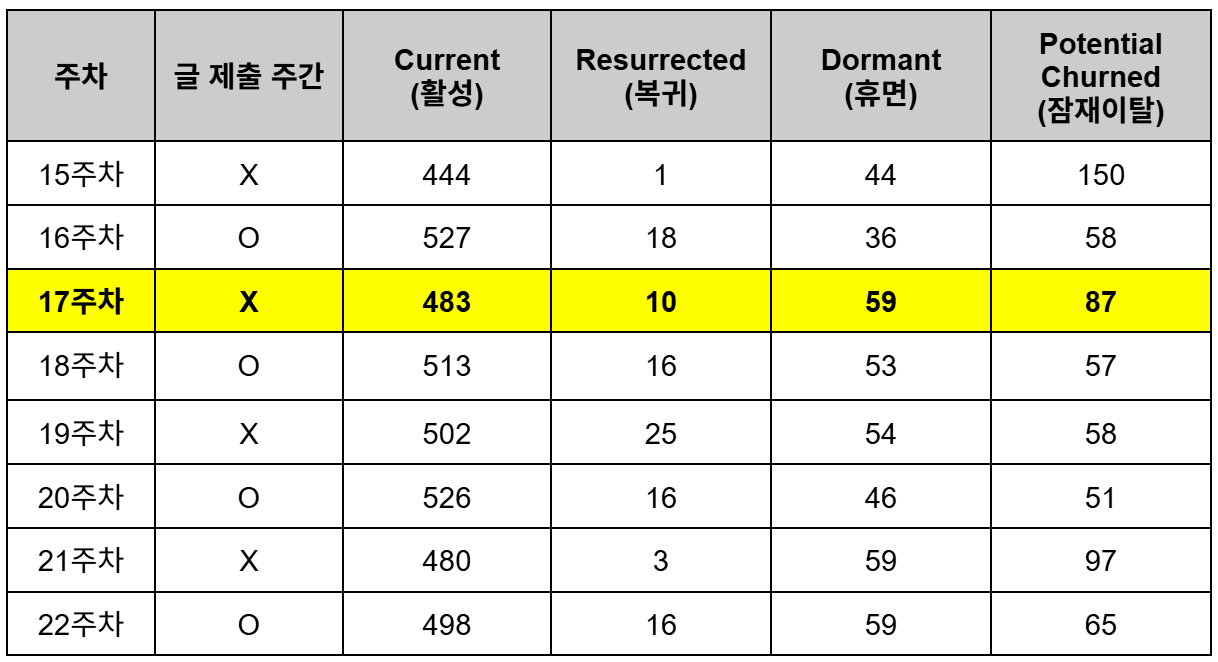 주차 글 제출 주간 Current (활성) Resurrected (복귀) Dormant (휴면) Potential Churned (잠재이탈)
15주차 X 444 1 44 150
16주차 O 527 18 36 58
17주차 X 483 10 59 87
18주차 O 513 16 53 57
19주차 X 502 25 54 58
20주차 O 526 16 46 51
21주차 X 480 3 59 97
22주차 O 498 16 59 65